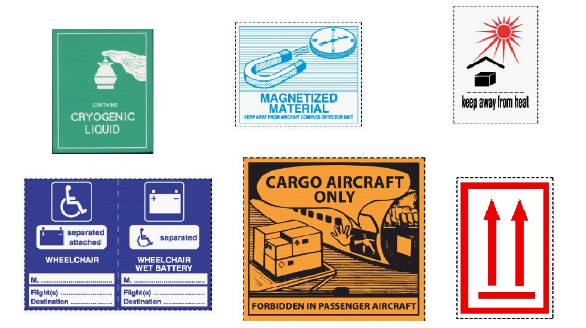 CONTAINS
CRYOGENIC
LIQUID
MAGNETIZED
MATERIAL
KEEP AWAY FROM AIRCRAFT COMPASS DETECTOR UNIT
keep away from heat
separated
attached
WHEELCHAIR
M. ....................................
Flight(s) ............................
Destination ......................
separated
WHEELCHAIR
WET BATTERY
M. ....................................
Flight(s) ............................
Destination ......................
CARGO AIRCRAFT
ONLY
FORBIDDEN IN PASSENGER AIRCRAFT